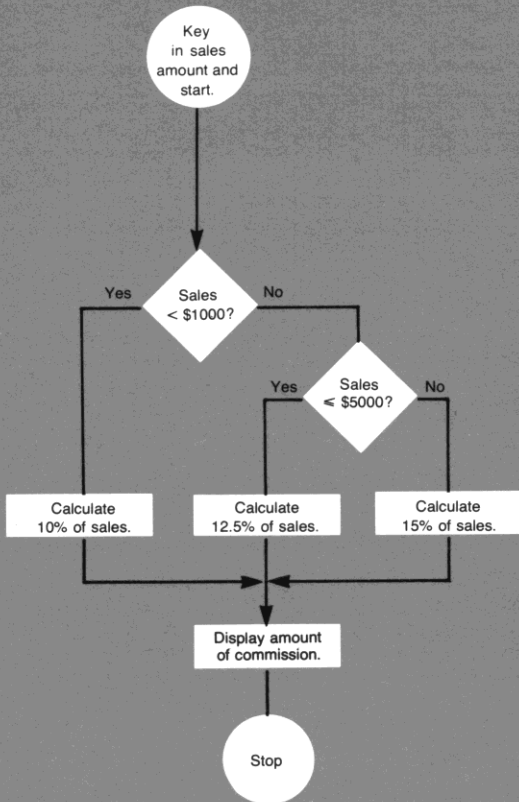 Key
in sales
amount and
start.
Yes
Sales
< $1000?
No
Yes
Sales
⩽ $5000?
No
Calculate
10% of sales.
Calculate
12.5% of sales.
Calculate
15% of sales.
Display amount
of commission.
Stop